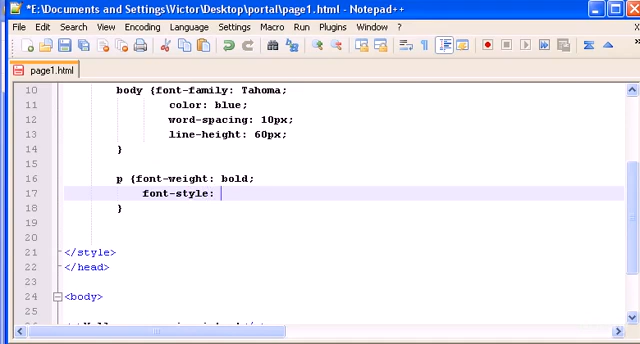 *E:\Documents and Settings\Victor\Desktop\portal\page1.html - Notepad++
File Edit Search View Encoding Language Settings Macro Run Plugins Window ? X
page1.html
10 body {font-family: Tahoma;
11 color: blue;
12 word-spacing: 10px;
13 line-height: 60px;
14 }
15
16 p {font-weight: bold;
17 font-style:
18 }
19
20
21 </style>
22 </head>
23
24 <body>
25